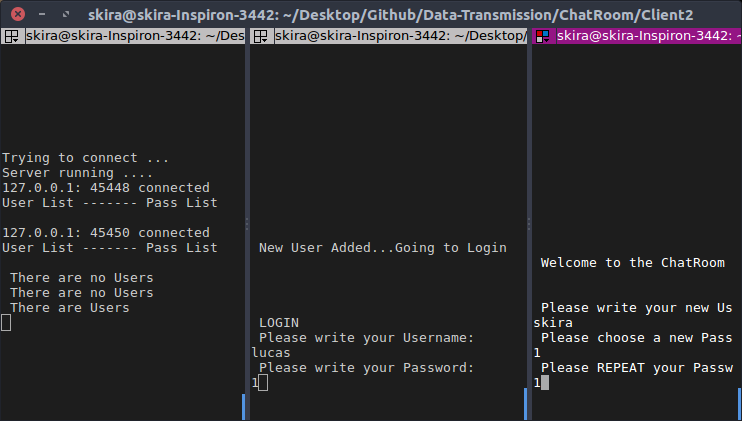 skira@skira-Inspiron-3442: ~/Desktop/Github/Data-Transmission/ChatRoom/Client2
skira@skira-Inspiron-3442: ~/Des
skira@skira-Inspiron-3442: ~/Desktop/
skira@skira-Inspiron-3442: ~
Trying to connect ...
Server running ....
127.0.0.1: 45448 connected
User List ------- Pass List
127.0.0.1: 45450 connected
User List ------- Pass List
There are no Users
There are no Users
There are Users
New User Added...Going to Login
LOGIN
Please write your Username:
lucas
Please write your Password:
1
Welcome to the ChatRoom
Please write your new Us
skira
Please choose a new Pass
1
Please REPEAT your Passw
1